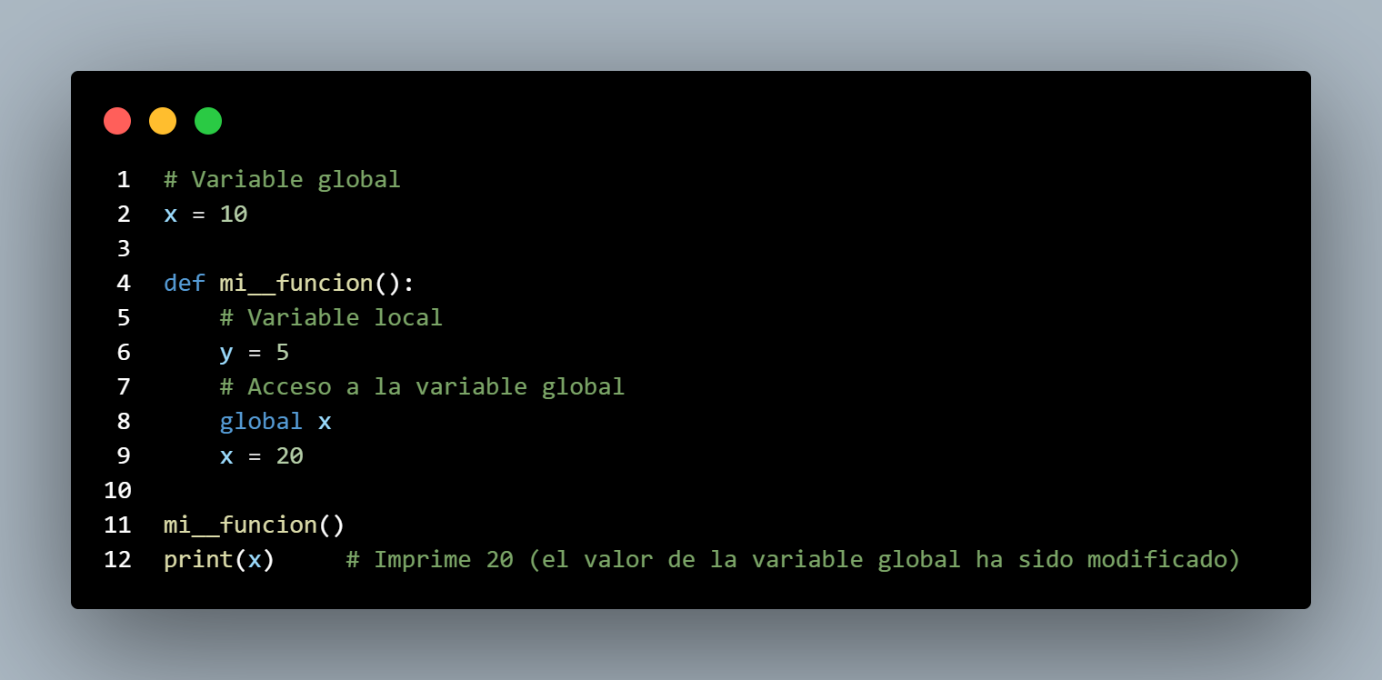 1 # Variable global
2 x = 10
3
4 def mi__funcion():
5     # Variable local
6     y = 5
7     # Acceso a la variable global
8     global x
9     x = 20
10
11 mi__funcion()
12 print(x)     # Imprime 20 (el valor de la variable global ha sido modificado)